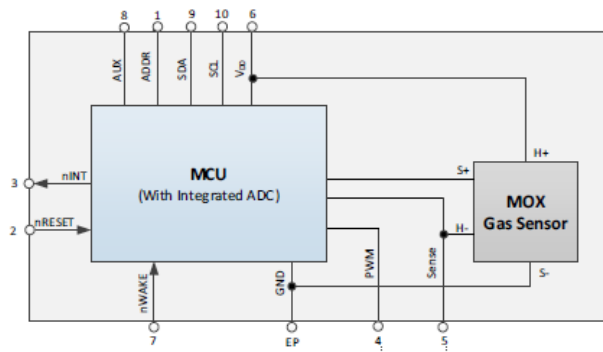 8 1 9 10 6
AUX
ADDR
SDA
SCL
VDD
H+
MCU
(With Integrated ADC)
S+
MOX
Gas Sensor
3
nINT
2
nRESET
H-
S-
nWAKE
GND
PWM
Sense
7 EP 4 5